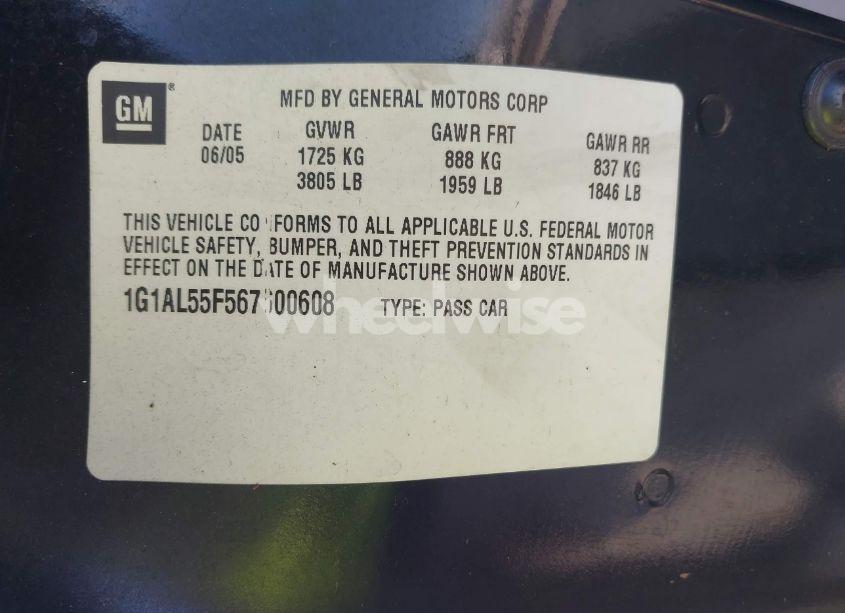 GM®
MFD BY GENERAL MOTORS CORP
DATE GVWR GAWR FRT GAWR RR
06/05 1725 KG 888 KG 837 KG
3805 LB 1959 LB 1846 LB
THIS VEHICLE CONFORMS TO ALL APPLICABLE U.S. FEDERAL MOTOR
VEHICLE SAFETY, BUMPER, AND THEFT PREVENTION STANDARDS IN
EFFECT ON THE DATE OF MANUFACTURE SHOWN ABOVE.
1G1AL55F567600608 TYPE: PASS CAR
wheelwise